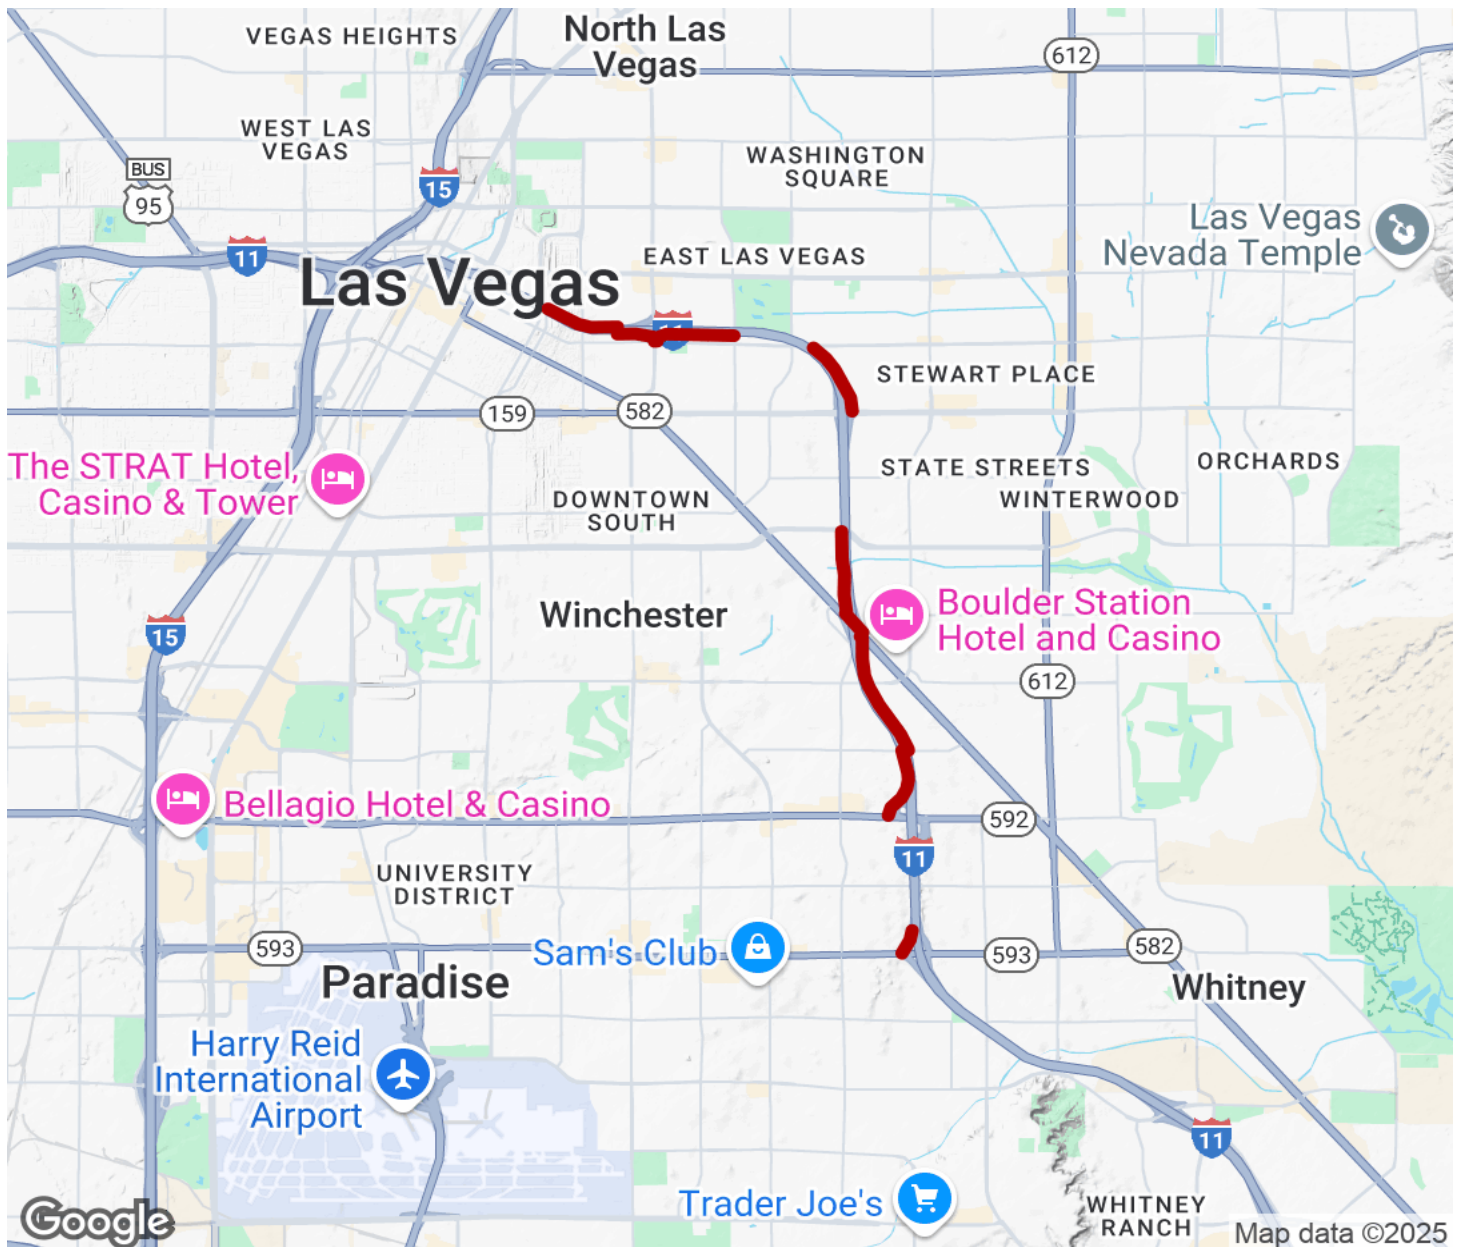 VEGAS HEIGHTS
North Las
Vegas
612
WEST LAS
VEGAS
BUS
95
15
WASHINGTON
SQUARE
Las Vegas
Nevada Temple
11
EAST LAS VEGAS
Las Vegas
11
STEWART PLACE
159
582
The STRAT Hotel,
Casino & Tower
DOWNTOWN
SOUTH
STATE STREETS
WINTERWOOD
ORCHARDS
15
Winchester
Boulder Station
Hotel and Casino
612
Bellagio Hotel & Casino
592
11
UNIVERSITY
DISTRICT
593
Sam's Club
593
582
Paradise
Whitney
Harry Reid
International
Airport
11
Trader Joe's
WHITNEY
RANCH
Google
Map data ©2025